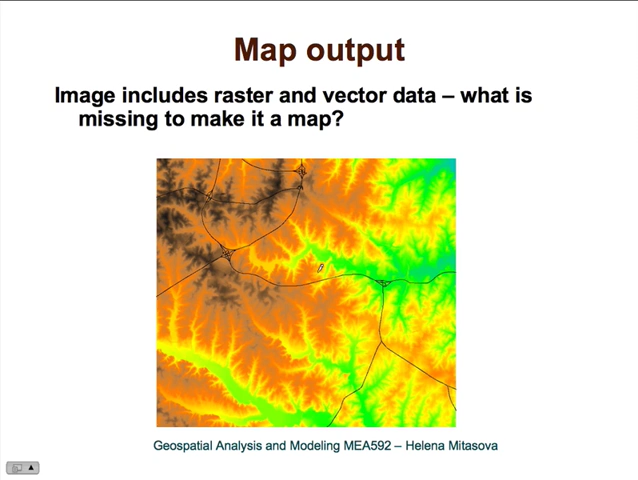 Map output
Image includes raster and vector data – what is
missing to make it a map?
Geospatial Analysis and Modeling MEA592 – Helena Mitasova